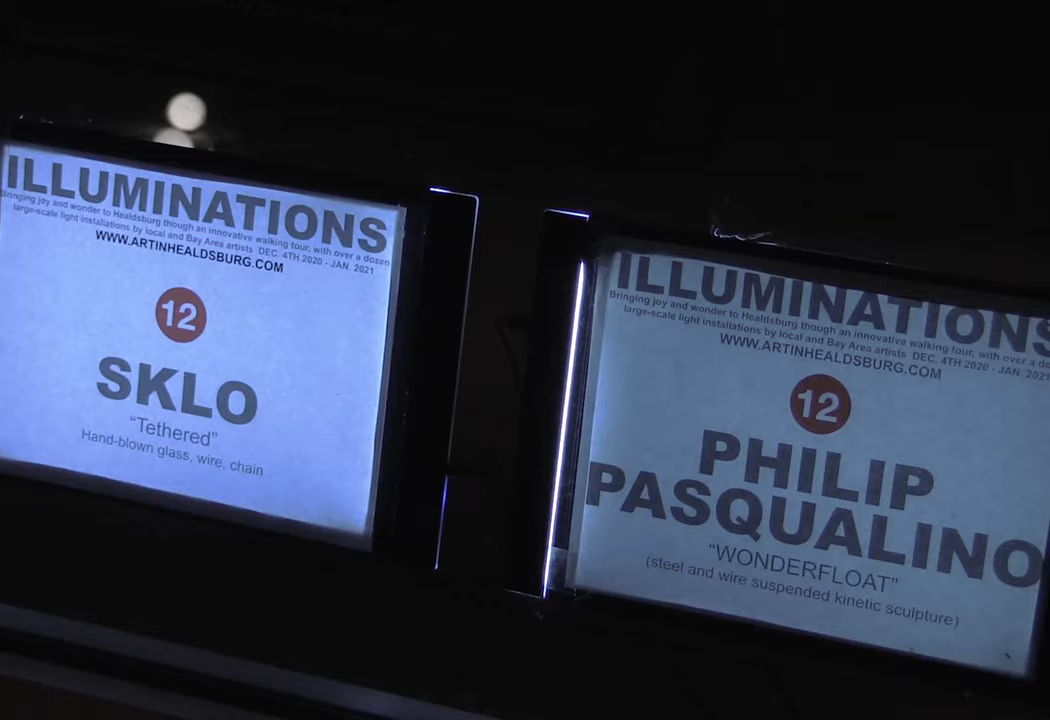 ILLUMINATIONS
Bringing joy and wonder to Healdsburg though an innovative walking tour, with over a dozen
large-scale light installations by local and Bay Area artists DEC. 4TH 2020 - JAN. 2021
WWW.ARTINHEALDSBURG.COM
12
SKLO
“Tethered”
Hand-blown glass, wire, chain
ILLUMINATIONS
Bringing joy and wonder to Healdsburg though an innovative walking tour, with over a do
large-scale light installations by local and Bay Area artists DEC. 4TH 2020 - JAN. 2021
WWW.ARTINHEALDSBURG.COM
12
PHILIP
PASQUALINO
“WONDERFLOAT”
(steel and wire suspended kinetic sculpture)